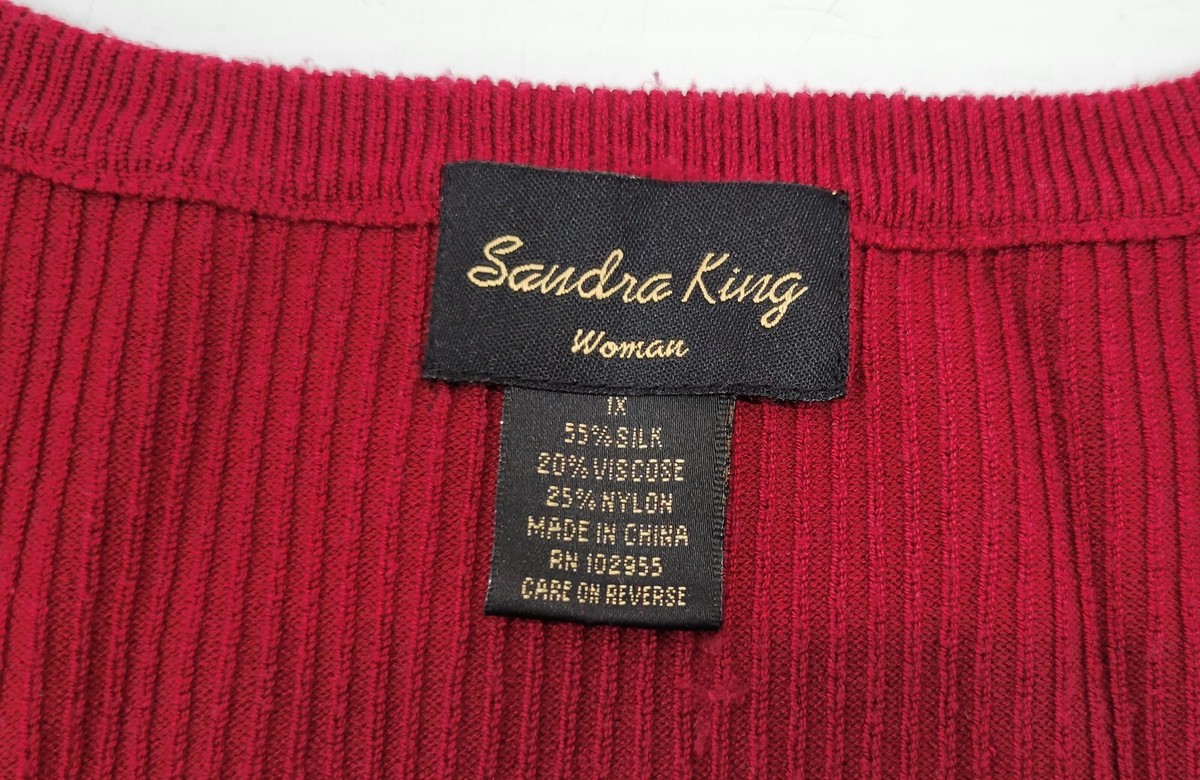 Sandra King
Woman
1X
55% SILK
20% VISCOSE
25% NYLON
MADE IN CHINA
RN 102955
CARE ON REVERSE